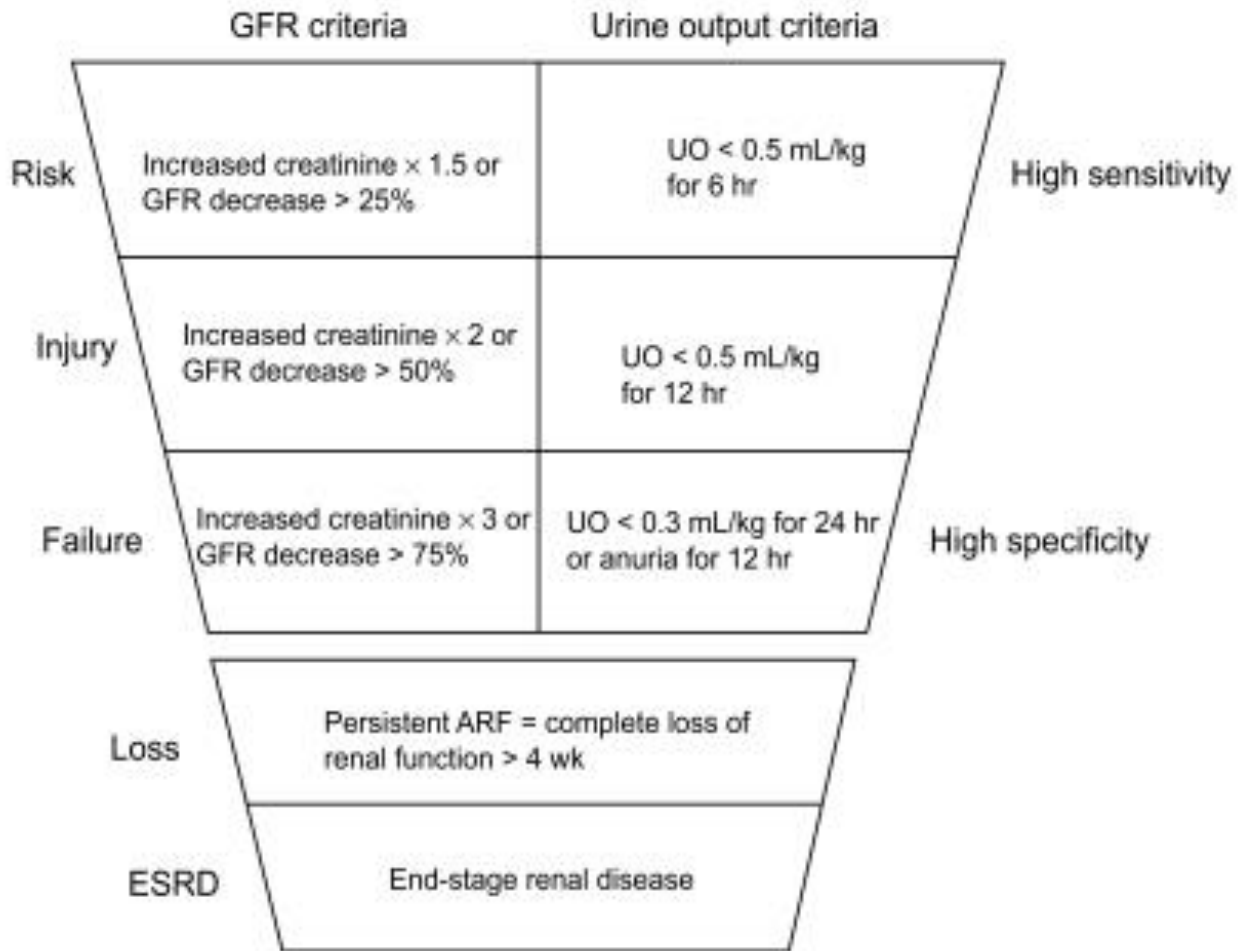 GFR criteria
Urine output criteria
Risk
Increased creatinine × 1.5 or
GFR decrease > 25%
UO < 0.5 mL/kg
for 6 hr
High sensitivity
Injury
Increased creatinine × 2 or
GFR decrease > 50%
UO < 0.5 mL/kg
for 12 hr
Failure
Increased creatinine × 3 or
GFR decrease > 75%
UO < 0.3 mL/kg for 24 hr
or anuria for 12 hr
High specificity
Loss
Persistent ARF = complete loss of
renal function > 4 wk
ESRD
End-stage renal disease